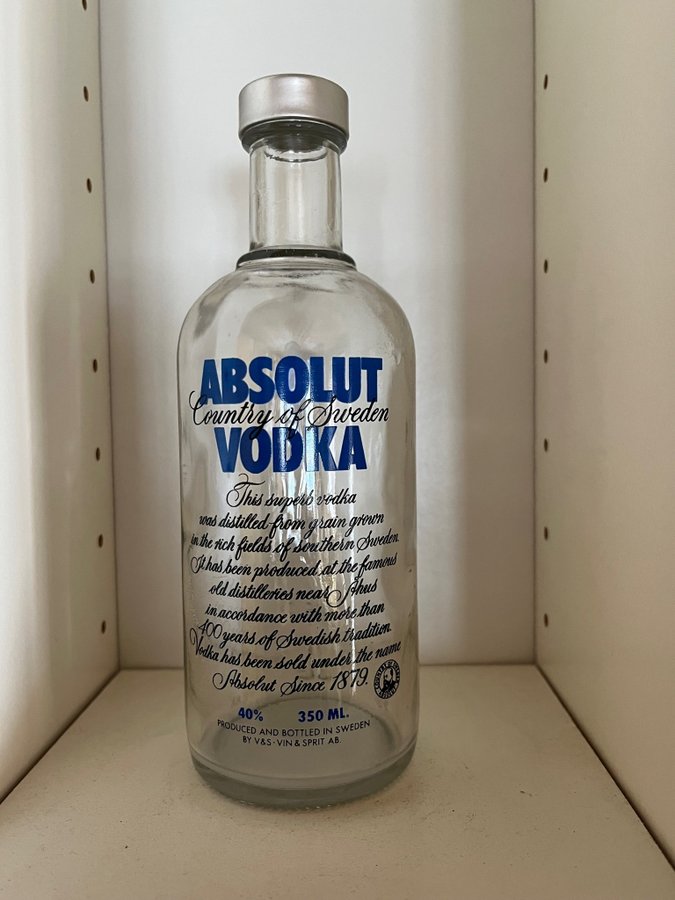 ABSOLUT
Country of Sweden
VODKA
This superb vodka
was distilled from grain grown
in the rich fields of southern Sweden.
It has been produced at the famous
old distilleries near Åhus
in accordance with more than
400 years of Swedish tradition.
Vodka has been sold under the name
Absolut Since 1879.
40% 350 ML.
PRODUCED AND BOTTLED IN SWEDEN
BY V&S-VIN & SPRIT AB.